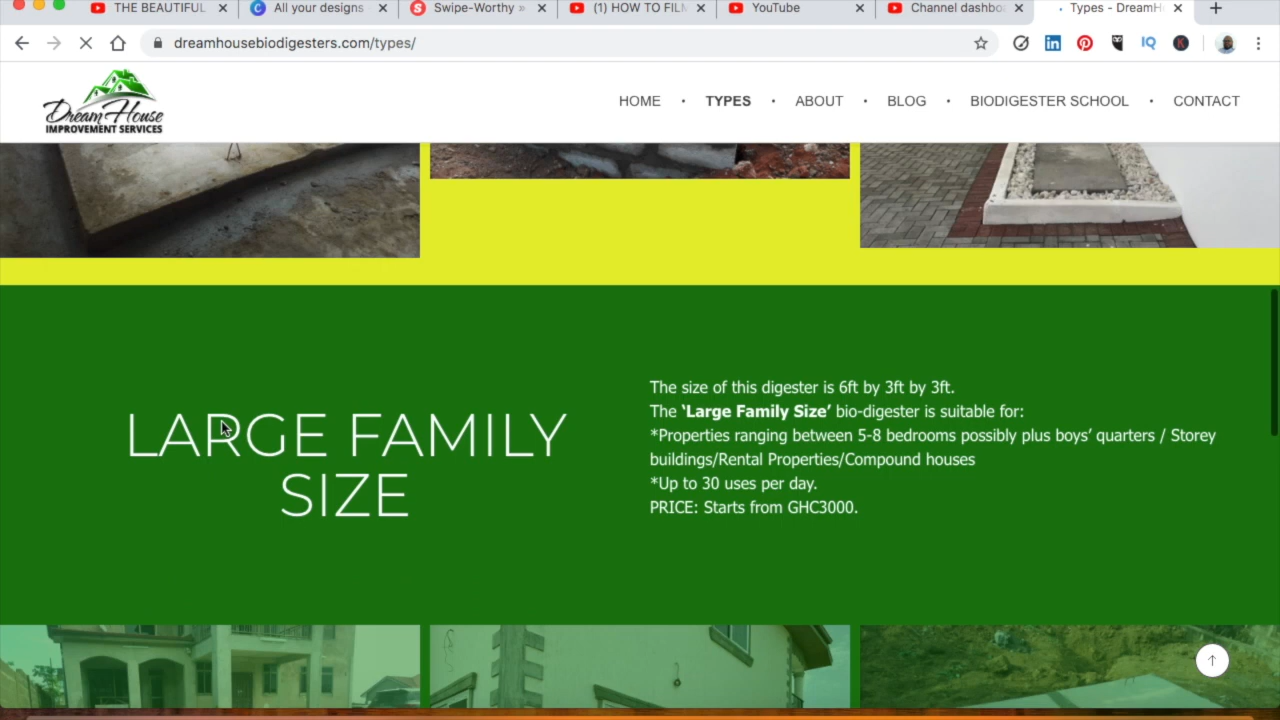 THE BEAUTIFUL
All your designs
Swipe-Worthy »
(1) HOW TO FILM
YouTube
Channel dashbo
Types - DreamH
dreamhousebiodigesters.com/types/
IQ
K
Dream House
IMPROVEMENT SERVICES
HOME • TYPES • ABOUT • BLOG • BIODIGESTER SCHOOL • CONTACT
LARGE FAMILY
SIZE
The size of this digester is 6ft by 3ft by 3ft.
The ‘Large Family Size’ bio-digester is suitable for:
*Properties ranging between 5-8 bedrooms possibly plus boys’ quarters / Storey
buildings/Rental Properties/Compound houses
*Up to 30 uses per day.
PRICE: Starts from GHC3000.